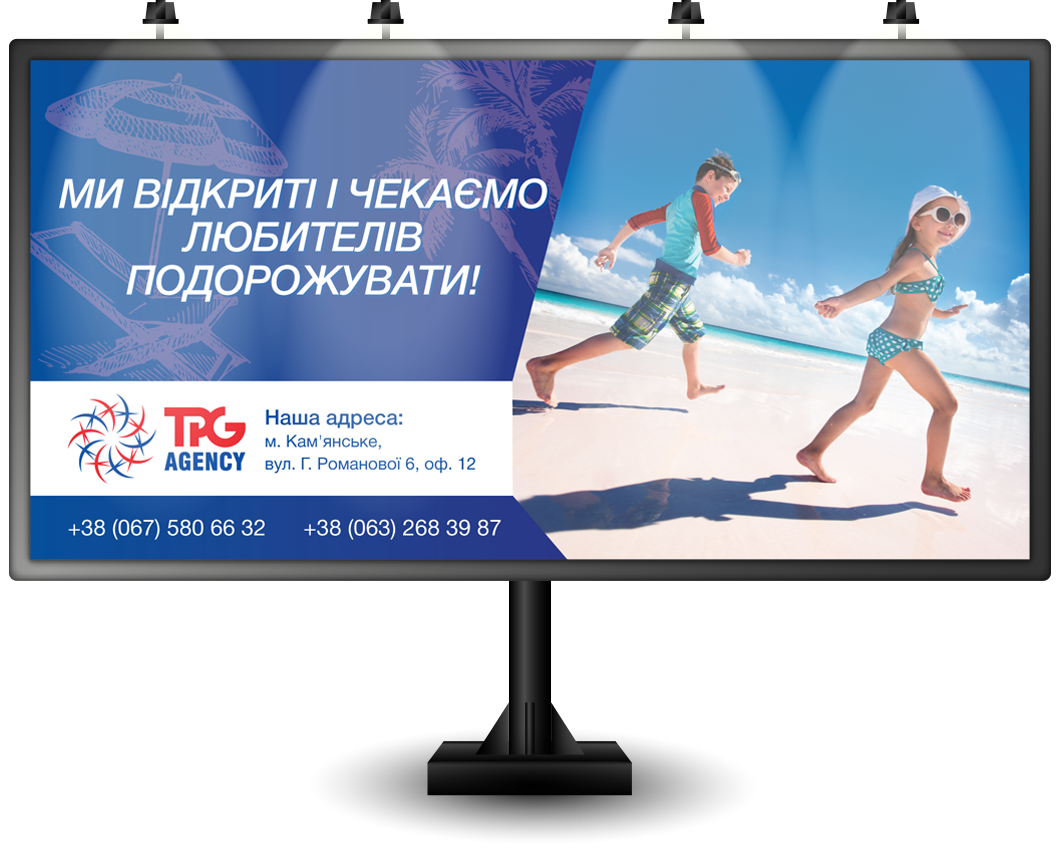 МИ ВІДКРИТІ І ЧЕКАЄМО
ЛЮБИТЕЛІВ
ПОДОРОЖУВАТИ!
TPG
AGENCY
Наша адреса:
м. Кам'янське,
вул. Г. Романової 6, оф. 12
+38 (067) 580 66 32 +38 (063) 268 39 87